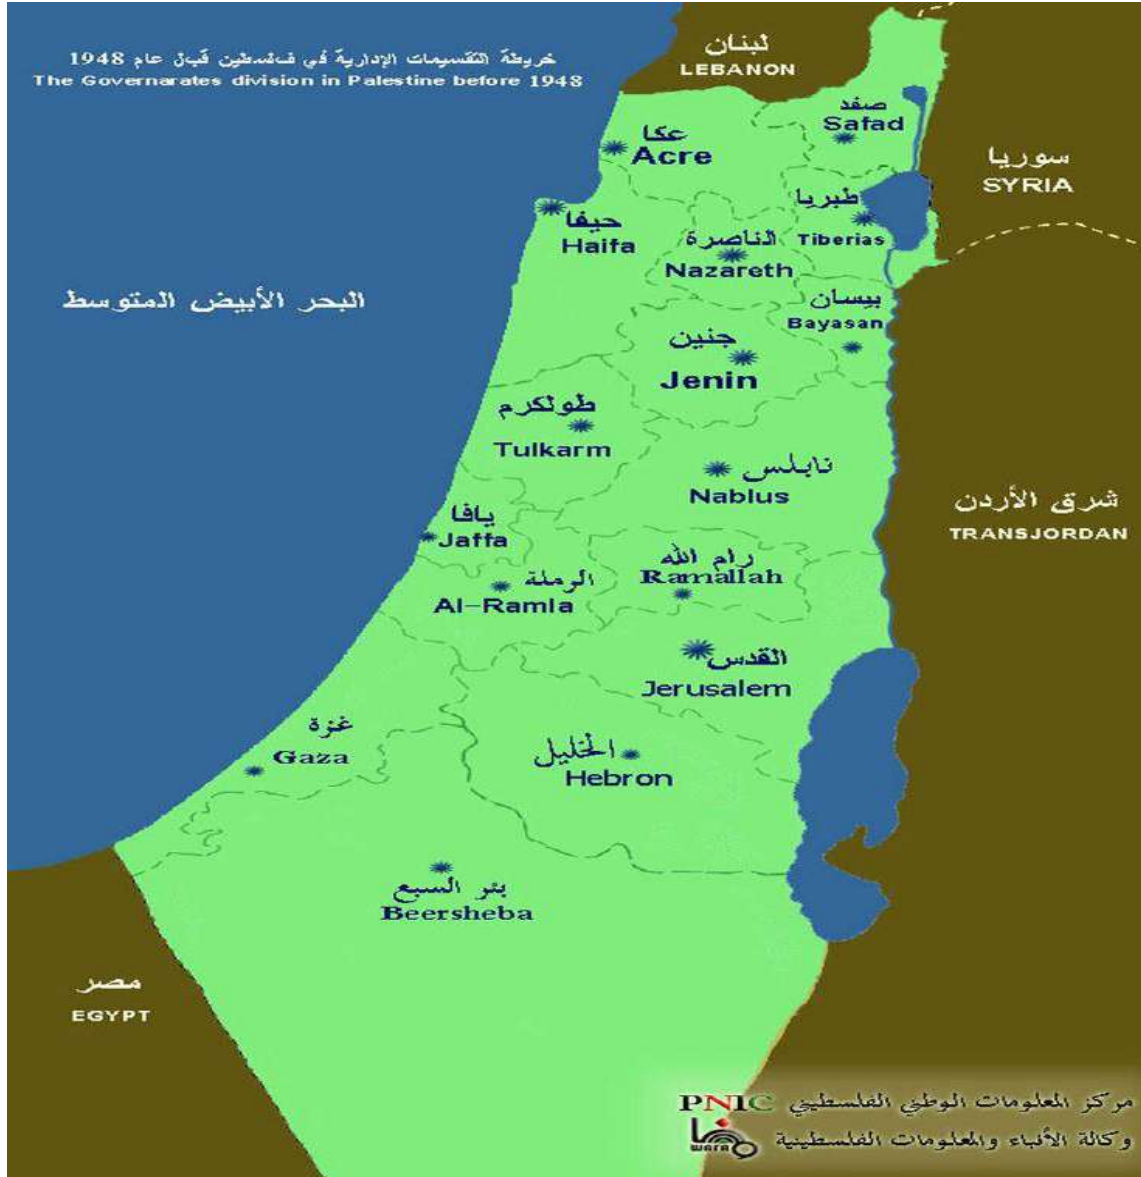 خريطة التقسيمات الإدارية في فلسطين قبل عام 1948
The Governarates division in Palestine before 1948
لبنان
LEBANON
صفد
Safad
عكا
Acre
سوريا
SYRIA
طبريا
Tiberias
حيفا
Haifa
الناصرة
Nazareth
البحر الأبيض المتوسط
بيسان
Bayasan
جنين
Jenin
طولكرم
Tulkarm
نابلس
Nablus
شرق الأردن
TRANSJORDAN
يافا
Jaffa
رام الله
Ramallah
الرملة
Al-Ramla
القدس
Jerusalem
غزة
Gaza
الخليل
Hebron
بئر السبع
Beersheba
مصر
EGYPT
مركز المعلومات الوطني الفلسطيني PNIC
وكالة الأنباء والمعلومات الفلسطينية وفا WAFA